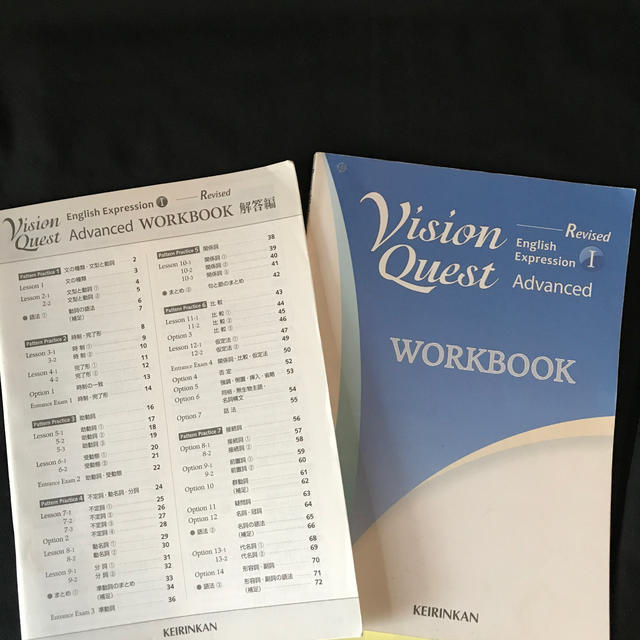 Vision Quest
English Expression I
Revised
Advanced WORKBOOK 解答編
Pattern Practice 1 文の種類・文型と動詞 2
Lesson 1 文の種類 3
Lesson 2-1 文型と動詞 ① 4
2-2 文型と動詞 ② 5
● 語法 ① 動詞の語法 6
(補足) 7
Pattern Practice 2 時制・完了形 8
Lesson 3-1 時 制 ① 9
3-2 時 制 ② 10
Lesson 4-1 完了形 ① 11
4-2 完了形 ② 12
Option 1 時制の一致 13
Entrance Exam 1 時制・完了形 14
Pattern Practice 3 助動詞 16
Lesson 5-1 助動詞 ① 17
5-2 助動詞 ② 18
5-3 助動詞 ③ 19
Lesson 6-1 受動態 ① 20
6-2 受動態 ② 21
Entrance Exam 2 助動詞・受動態 22
Pattern Practice 4 不定詞・動名詞・分詞 24
Lesson 7-1 不定詞 ① 25
7-2 不定詞 ② 26
7-3 不定詞 ③ 27
Option 2 不定詞 ④ 28
Lesson 8-1 動名詞 ① 29
8-2 動名詞 ② 30
Lesson 9-1 分 詞 ① 31
9-2 分 詞 ② 32
● まとめ ① 準動詞のまとめ 33
(補足) 34
Entrance Exam 3 準動詞 36
Pattern Practice 5 関係詞 38
Lesson 10-1 関係詞 ① 39
10-2 関係詞 ② 40
10-3 関係詞 ③ 41
● まとめ ② 句と節のまとめ 42
Pattern Practice 6 比 較 43
Lesson 11-1 比 較 ① 44
11-2 比 較 ② 45
Option 3 比 較 ③ 46
Lesson 12-1 仮定法 ① 47
12-2 仮定法 ② 49
Entrance Exam 4 関係詞・比較・仮定法 50
Option 4 否 定 52
Option 5 強調・倒置・挿入・省略 53
Option 6 同格・無生物主語・ 54
名詞構文
Option 7 話 法 55
56
Pattern Practice 7 接続詞 57
Option 8-1 接続詞 ① 58
8-2 接続詞 ② 59
Option 9-1 前置詞 ① 60
9-2 前置詞 ② 61
Option 10 群動詞 62
(補足) 63
Option 11 疑問詞 64
Option 12 名詞・冠詞 65
● 語法 ② 名詞の語法 66
(補足) 67
Option 13-1 代名詞 ① 68
13-2 代名詞 ② 69
Option 14 形容詞・副詞 70
● 語法 ③ 形容詞・副詞の語法 71
(補足) 72
KEIRINKAN
Vision Quest
Revised
English
Expression I
Advanced
WORKBOOK
KEIRINKAN